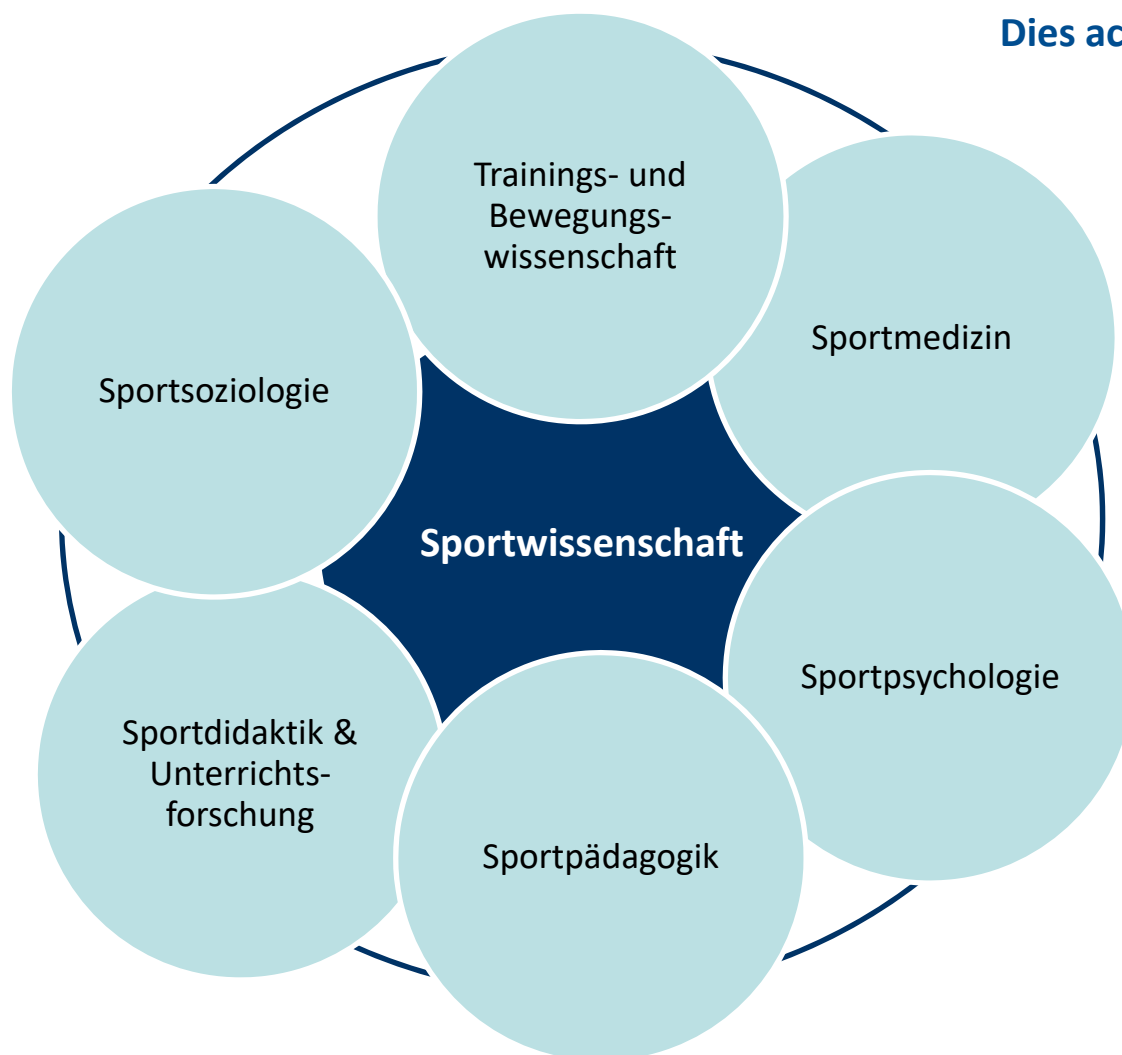 Dies ac
Trainings- und
Bewegungs-
wissenschaft
Sportmedizin
Sportsoziologie
Sportwissenschaft
Sportpsychologie
Sportdidaktik &
Unterrichts-
forschung
Sportpädagogik